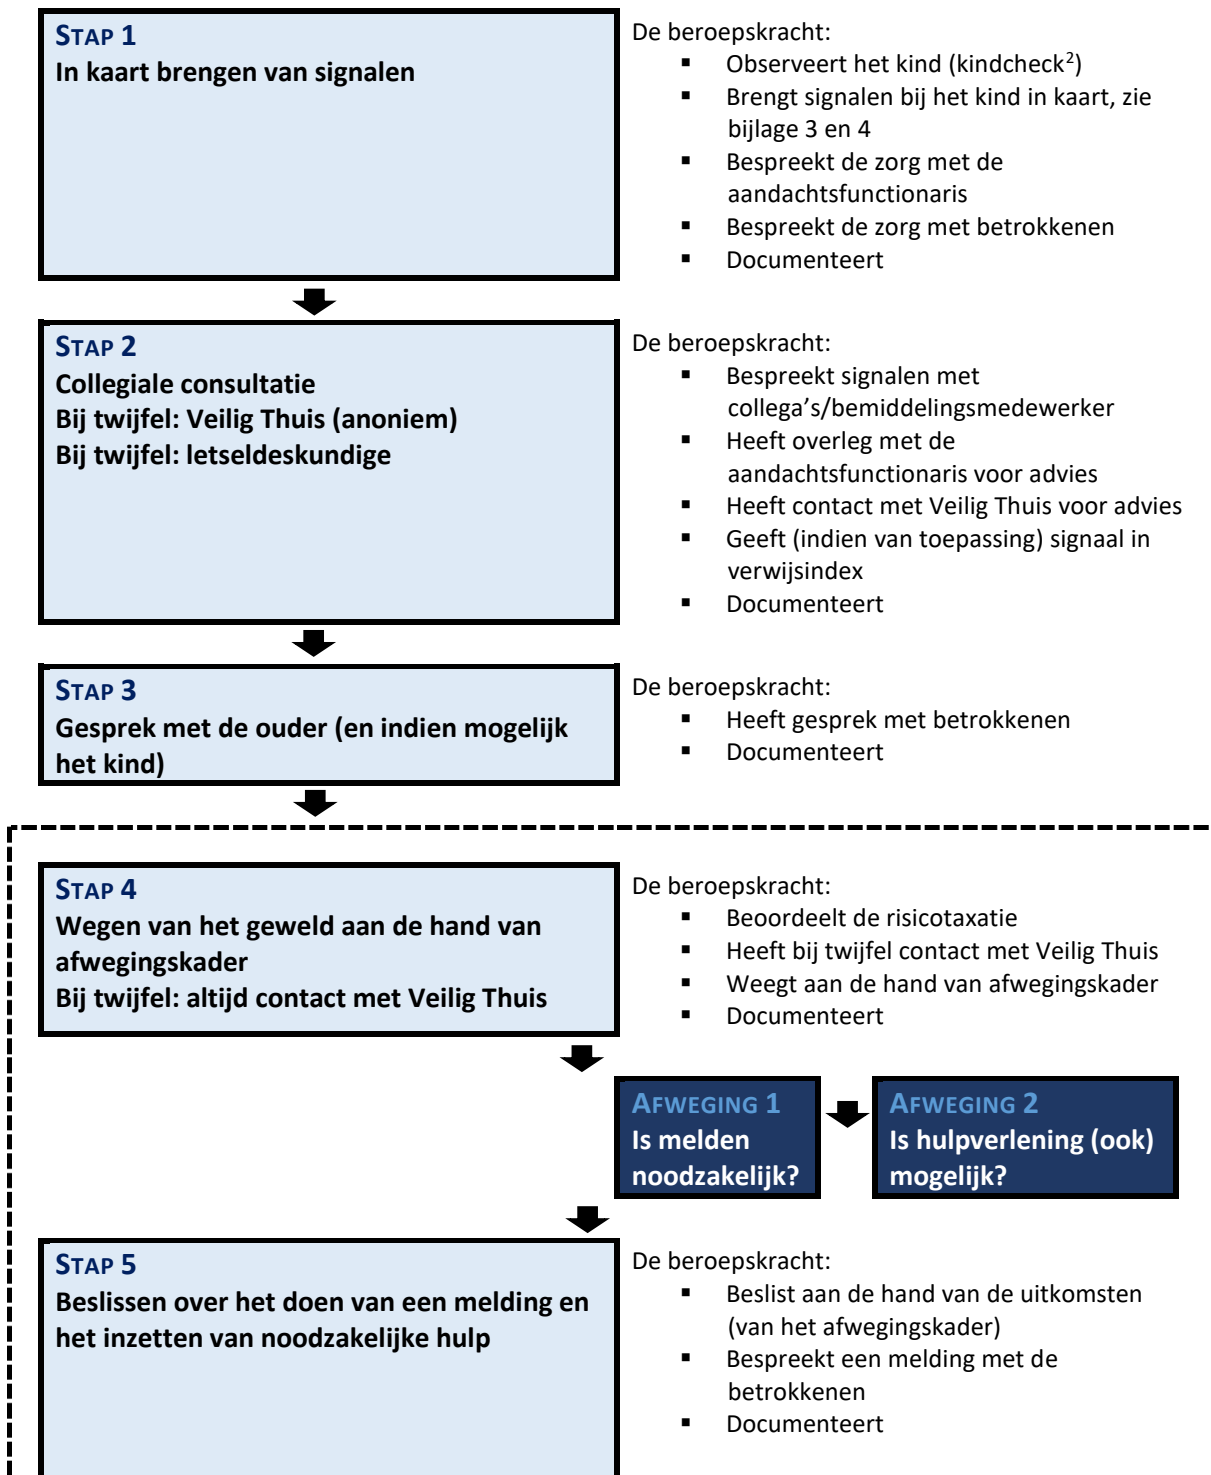 STAP 1
In kaart brengen van signalen
De beroepskracht:
▪ Observeert het kind (kindcheck²)
▪ Brengt signalen bij het kind in kaart, zie
bijlage 3 en 4
▪ Bespreekt de zorg met de
aandachtsfunctionaris
▪ Bespreekt de zorg met betrokkenen
▪ Documenteert
STAP 2
Collegiale consultatie
Bij twijfel: Veilig Thuis (anoniem)
Bij twijfel: letseldeskundige
De beroepskracht:
▪ Bespreekt signalen met
collega's/bemiddelingsmedewerker
▪ Heeft overleg met de
aandachtsfunctionaris voor advies
▪ Heeft contact met Veilig Thuis voor advies
▪ Geeft (indien van toepassing) signaal in
verwijsindex
▪ Documenteert
STAP 3
Gesprek met de ouder (en indien mogelijk
het kind)
De beroepskracht:
▪ Heeft gesprek met betrokkenen
▪ Documenteert
STAP 4
Wegen van het geweld aan de hand van
afwegingskader
Bij twijfel: altijd contact met Veilig Thuis
De beroepskracht:
▪ Beoordeelt de risicotaxatie
▪ Heeft bij twijfel contact met Veilig Thuis
▪ Weegt aan de hand van afwegingskader
▪ Documenteert
AFWEGING 1
Is melden
noodzakelijk?
AFWEGING 2
Is hulpverlening (ook)
mogelijk?
STAP 5
Beslissen over het doen van een melding en
het inzetten van noodzakelijke hulp
De beroepskracht:
▪ Beslist aan de hand van de uitkomsten
(van het afwegingskader)
▪ Bespreekt een melding met de
betrokkenen
▪ Documenteert